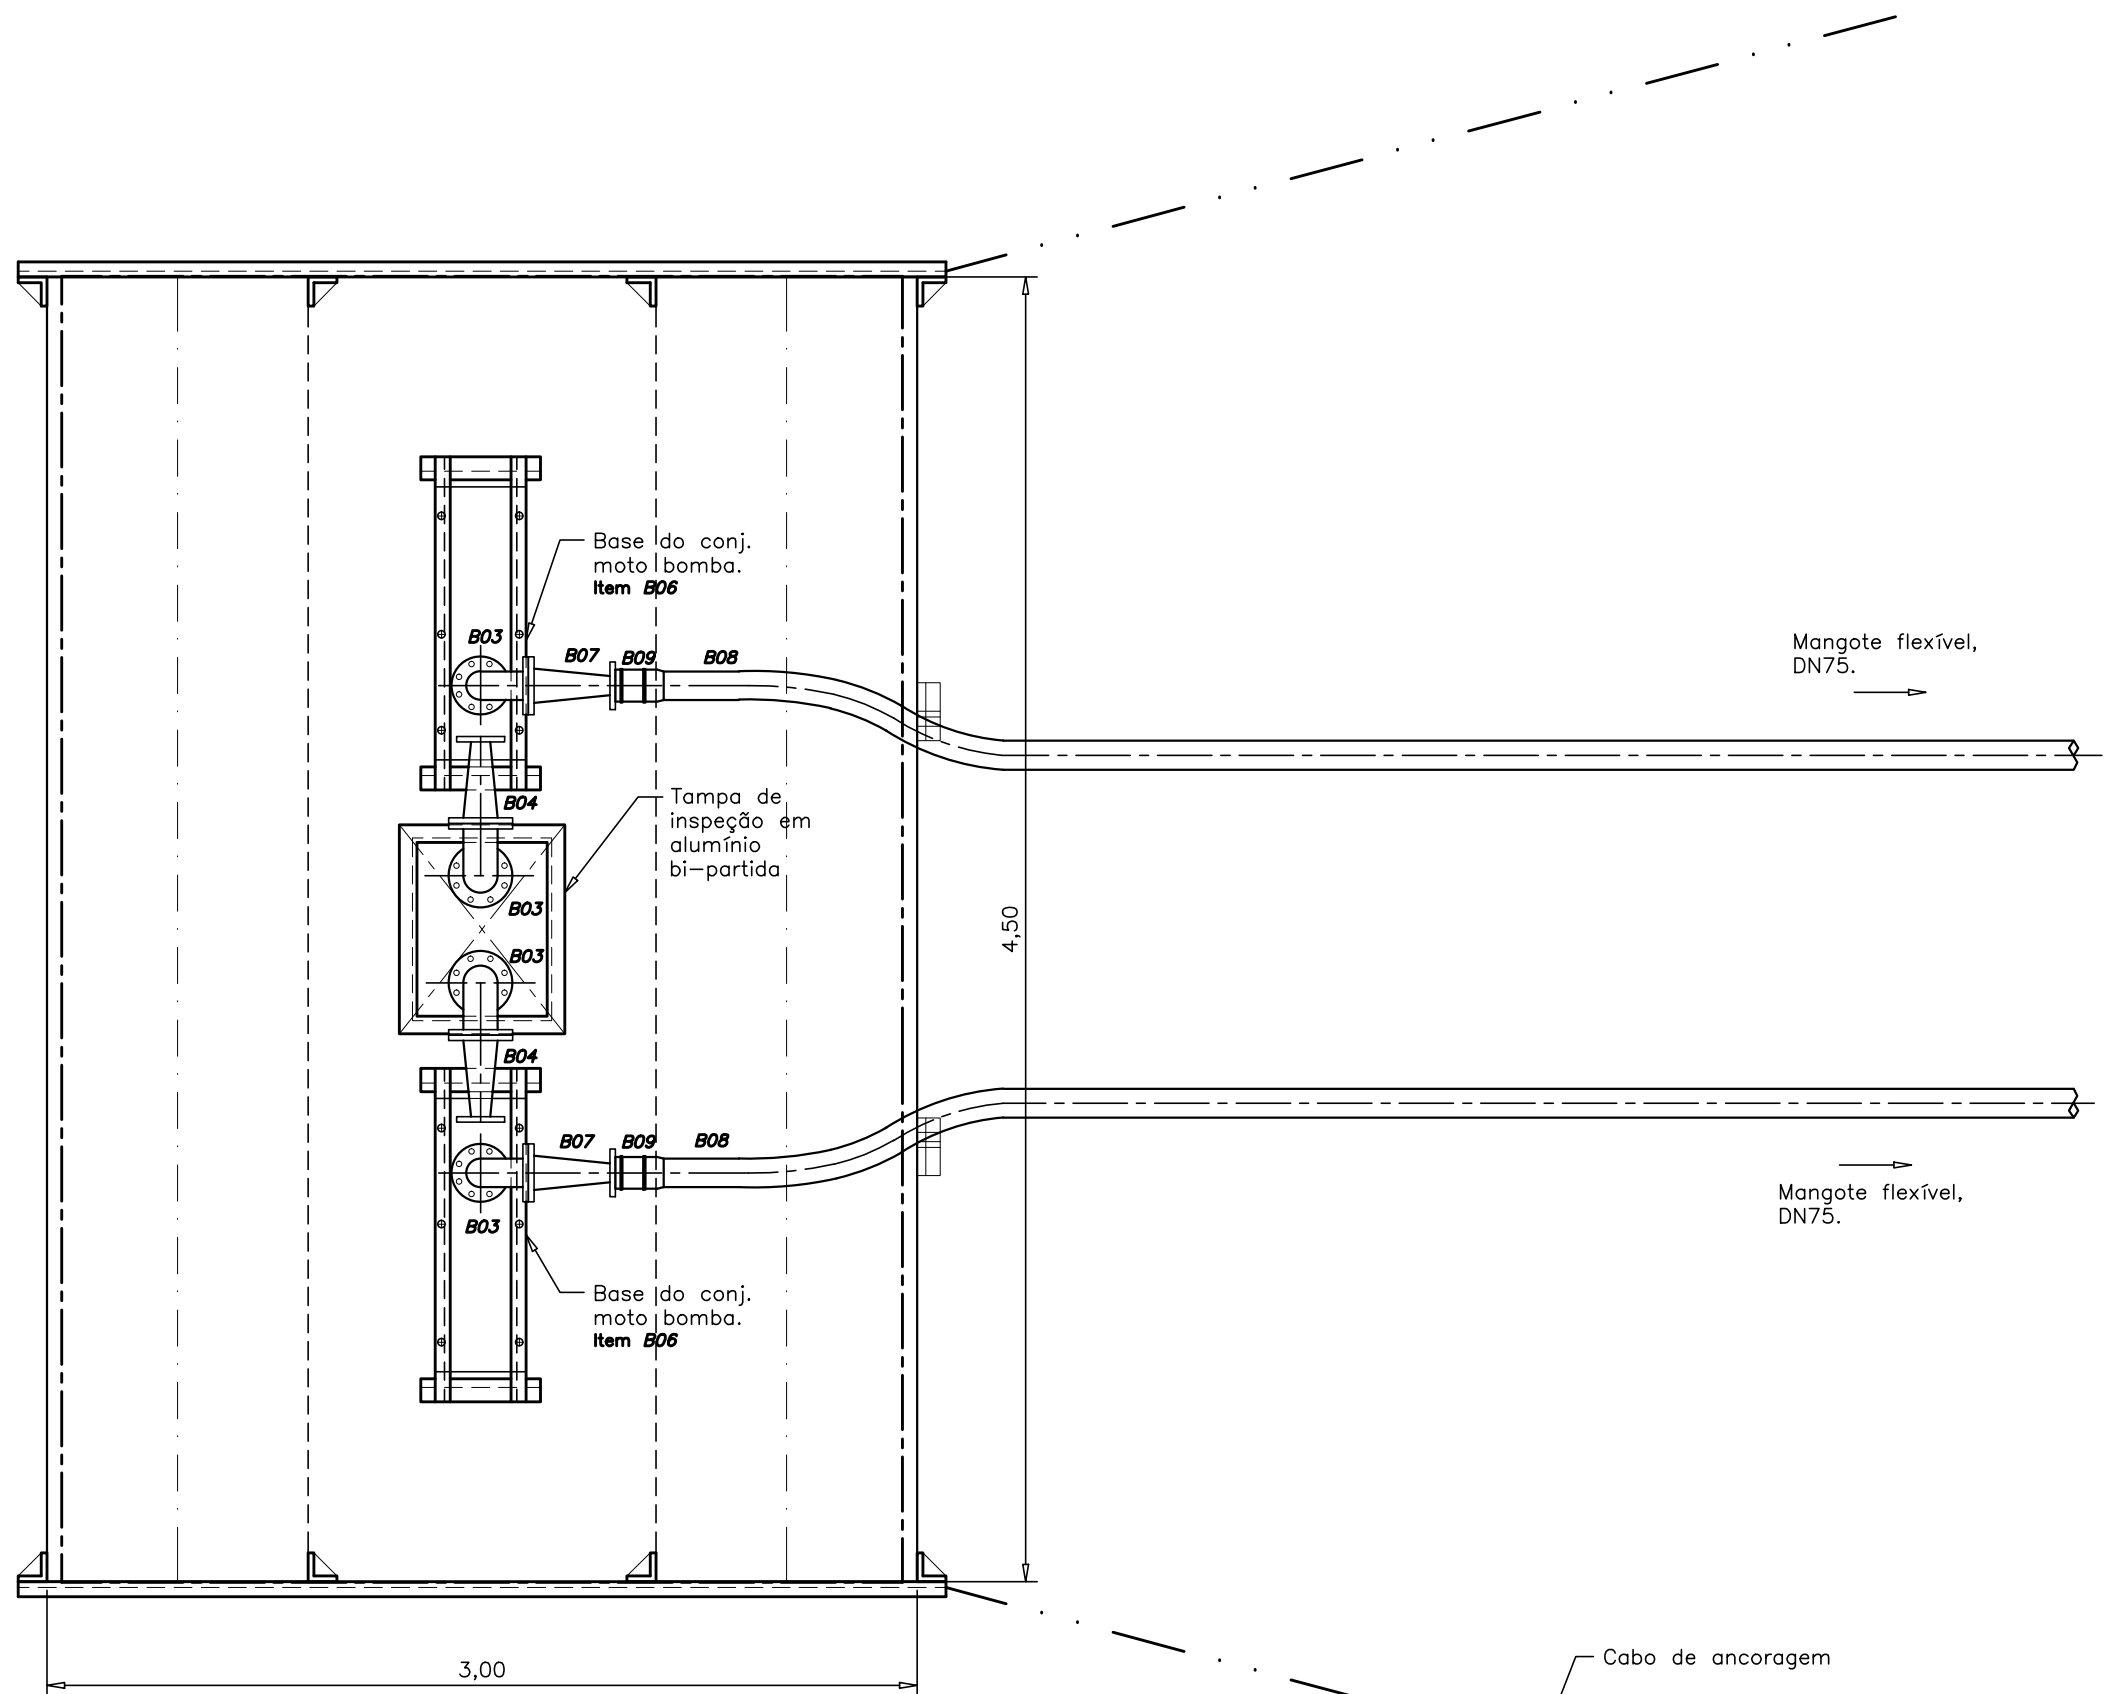 Base do conj.
moto bomba.
Item B06
B03
B07
B09
B08
Mangote flexível,
DN75.
B04
Tampa de
inspeção em
alumínio
bi-partida
B03
4,50
B03
B04
B07
B09
B08
B03
Mangote flexível,
DN75.
Base do conj.
moto bomba.
Item B06
3,00
Cabo de ancoragem